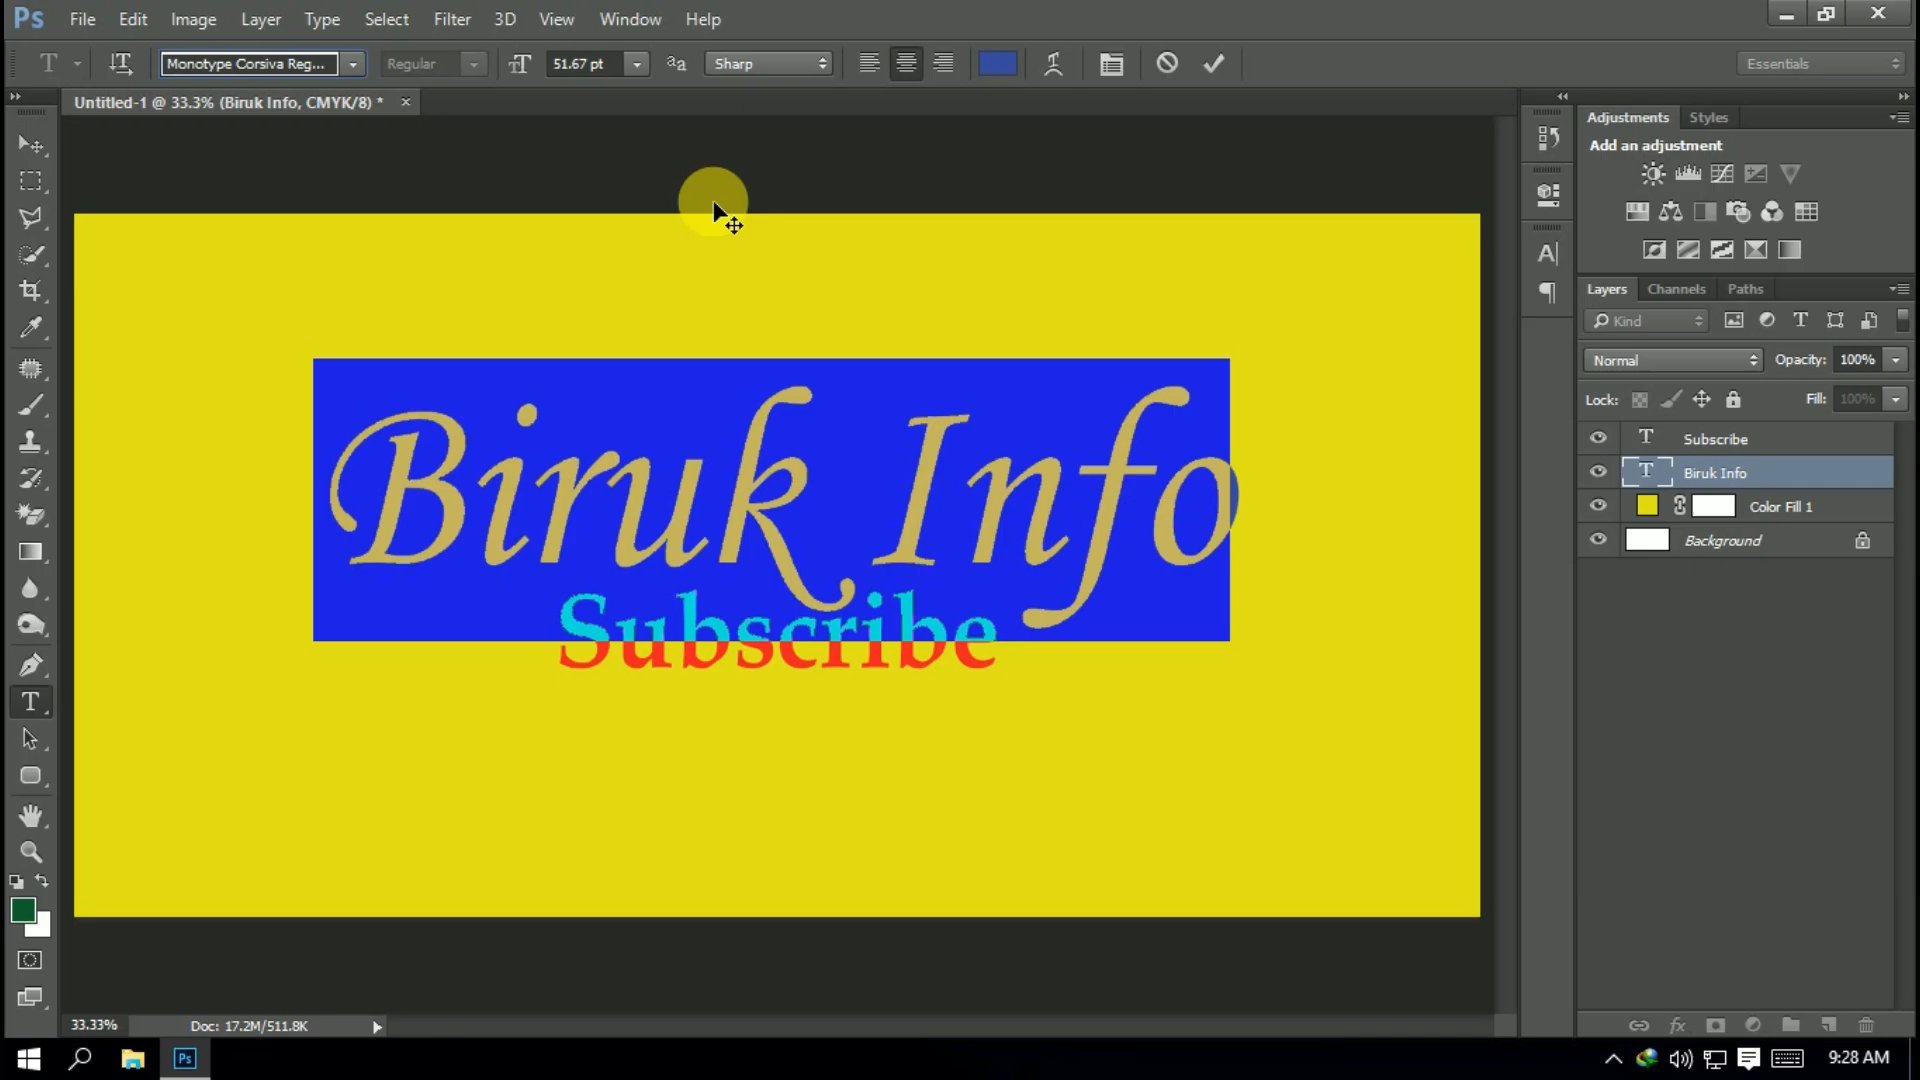 Ps File Edit Image Layer Type Select Filter 3D View Window Help
T Monotype Corsiva Reg... Regular 51.67 pt aa Sharp Essentials
Untitled-1 @ 33.3% (Biruk Info, CMYK/8) * ×
Adjustments Styles
Add an adjustment
Layers Channels Paths
Kind
Normal Opacity: 100%
Lock: Fill: 100%
Subscribe
Biruk Info
Color Fill 1
Background
Biruk Info
Subscribe
33.33% Doc: 17.2M/511.8K
Ps 9:28 AM